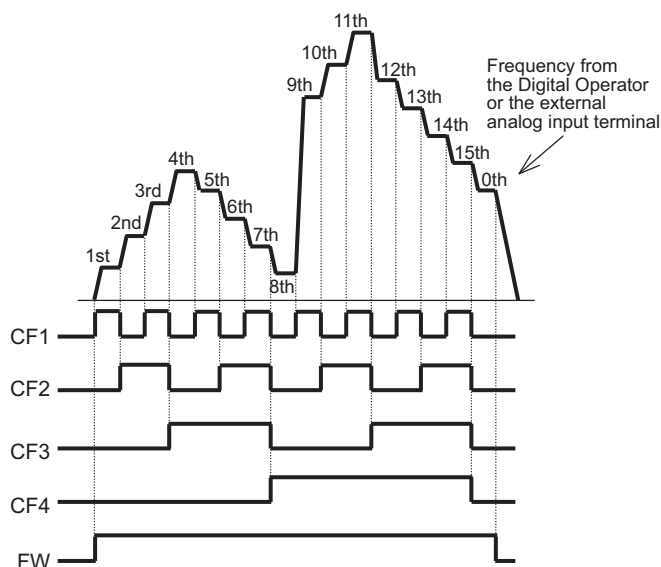 11th
10th
9th
12th
13th
14th
15th
0th
Frequency from
the Digital Operator
or the external
analog input terminal
4th
5th
3rd
6th
2nd
7th
1st
8th
CF1
CF2
CF3
CF4
FW